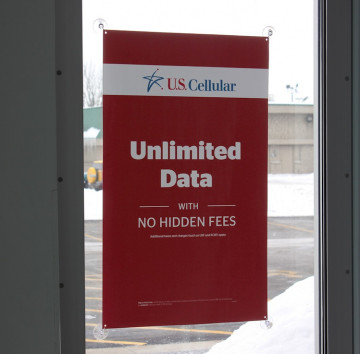 U.S. Cellular
Unlimited
Data
WITH
NO HIDDEN FEES